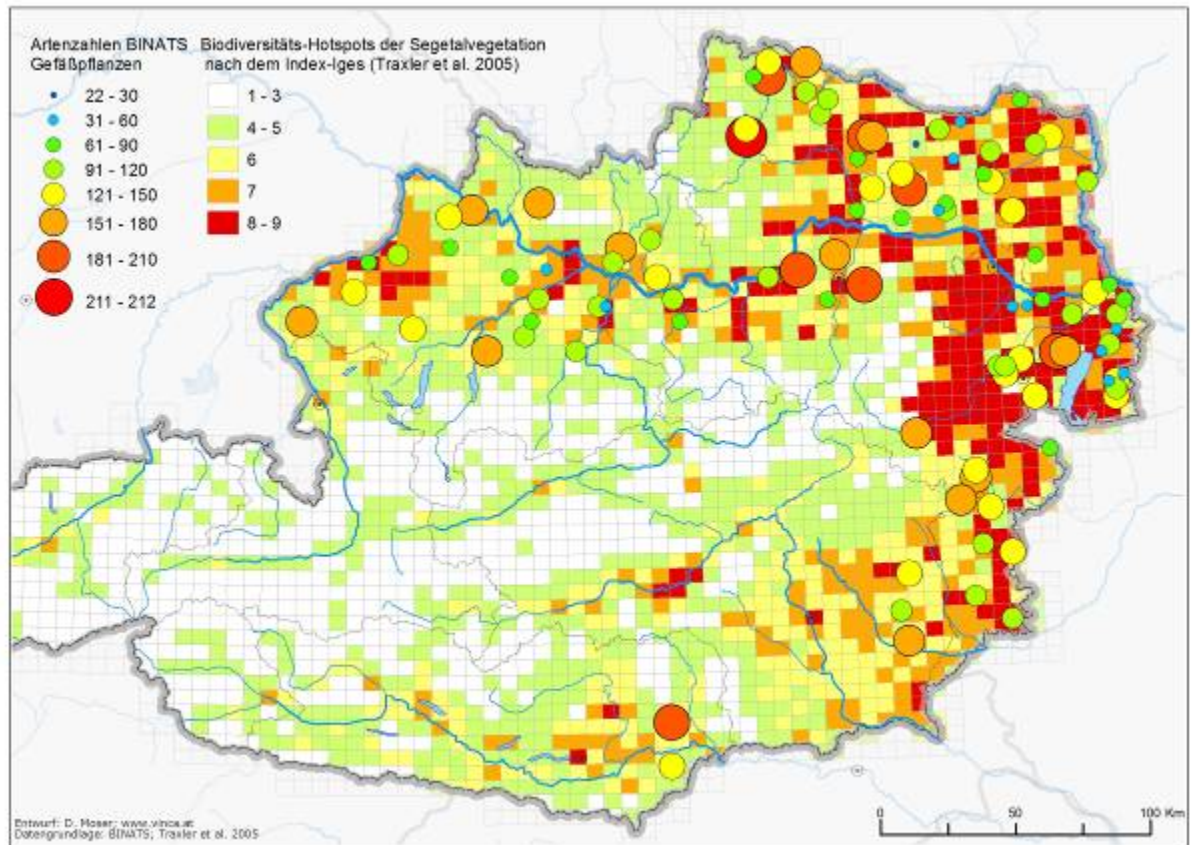 Artenzahlen BINATS
Gefäßpflanzen
22 - 30
31 - 60
61 - 90
91 - 120
121 - 150
151 - 180
181 - 210
211 - 212
Biodiversitäts-Hotspots der Segetalvegetation
nach dem Index-Iges (Traxler et al. 2005)
1 - 3
4 - 5
6
7
8 - 9
Entwurf: D. Moser; www.vinca.at
Datengrundlage: BINATS; Traxler et al. 2005
0 50 100 Km